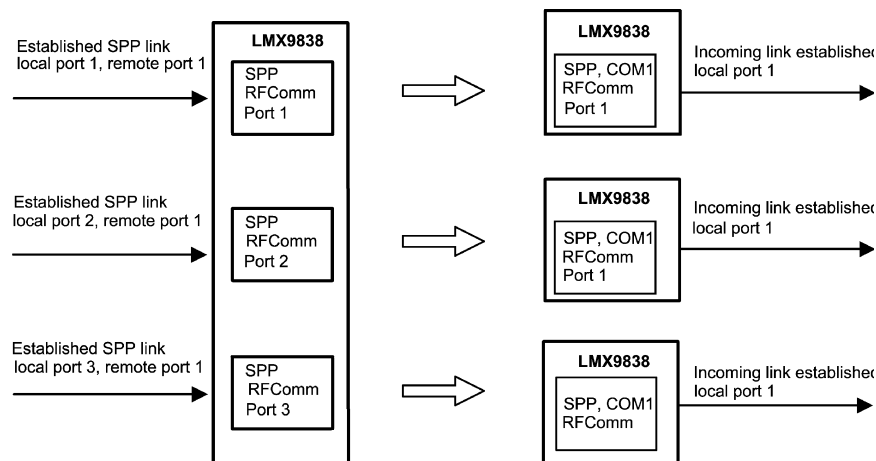 Established SPP link
local port 1, remote port 1
LMX9838
SPP
RFComm
Port 1
LMX9838
SPP, COM1
RFComm
Port 1
Incoming link established
local port 1
Established SPP link
local port 2, remote port 1
SPP
RFComm
Port 2
LMX9838
SPP, COM1
RFComm
Port 1
Incoming link established
local port 1
Established SPP link
local port 3, remote port 1
SPP
RFComm
Port 3
LMX9838
SPP, COM1
RFComm
Incoming link established
local port 1